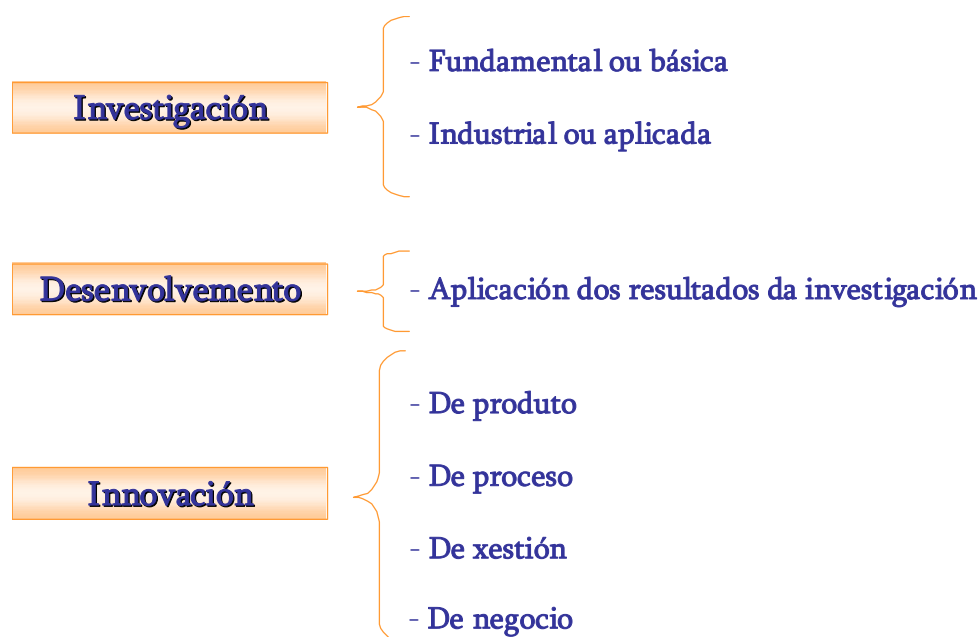 Investigación
- Fundamental ou básica
- Industrial ou aplicada
Desenvolvemento
- Aplicación dos resultados da investigación
Innovación
- De produto
- De proceso
- De xestión
- De negocio